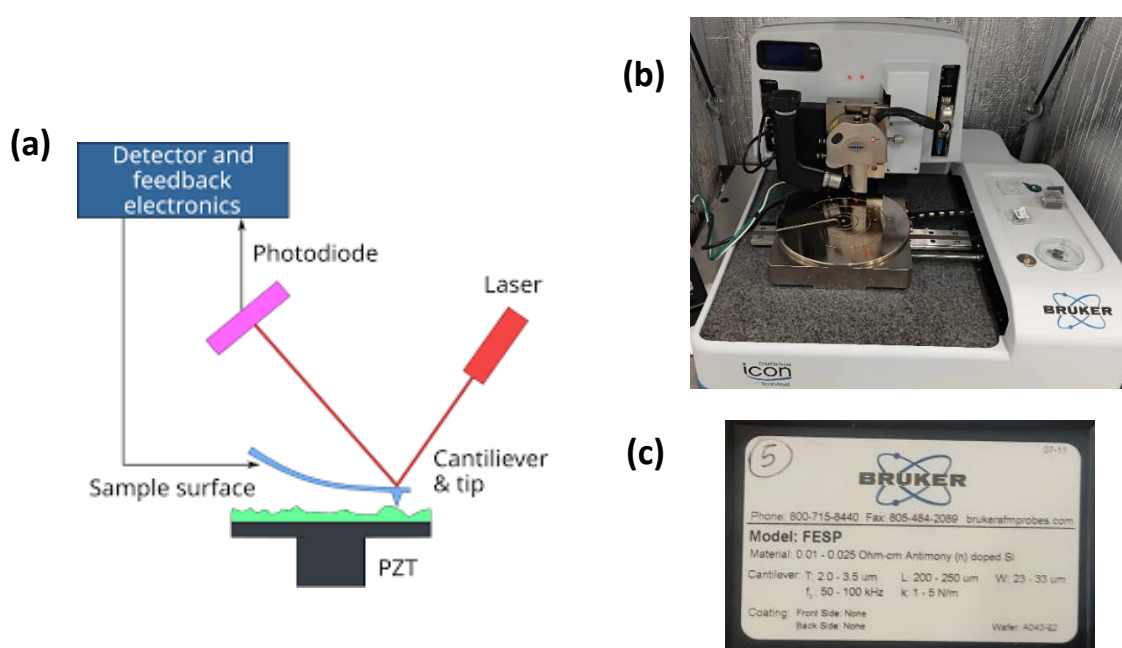 (a)
Detector and
feedback
electronics
Photodiode
Laser
Cantiliever
& tip
Sample surface
PZT
(b)
BRUKER
icon
(c)
5
07-11
BRUKER
Phone: 800-715-8440 Fax: 805-484-2089 brukerafmprobes.com
Model: FESP
Material: 0.01 - 0.025 Ohm-cm Antimony (n) doped Si
Cantilever: T: 2.0 - 3.5 um L: 200 - 250 um W: 23 - 33 um
f₀: 50 - 100 kHz k: 1 - 5 N/m
Coating: Front Side: None
Back Side: None
Wafer: A040-92